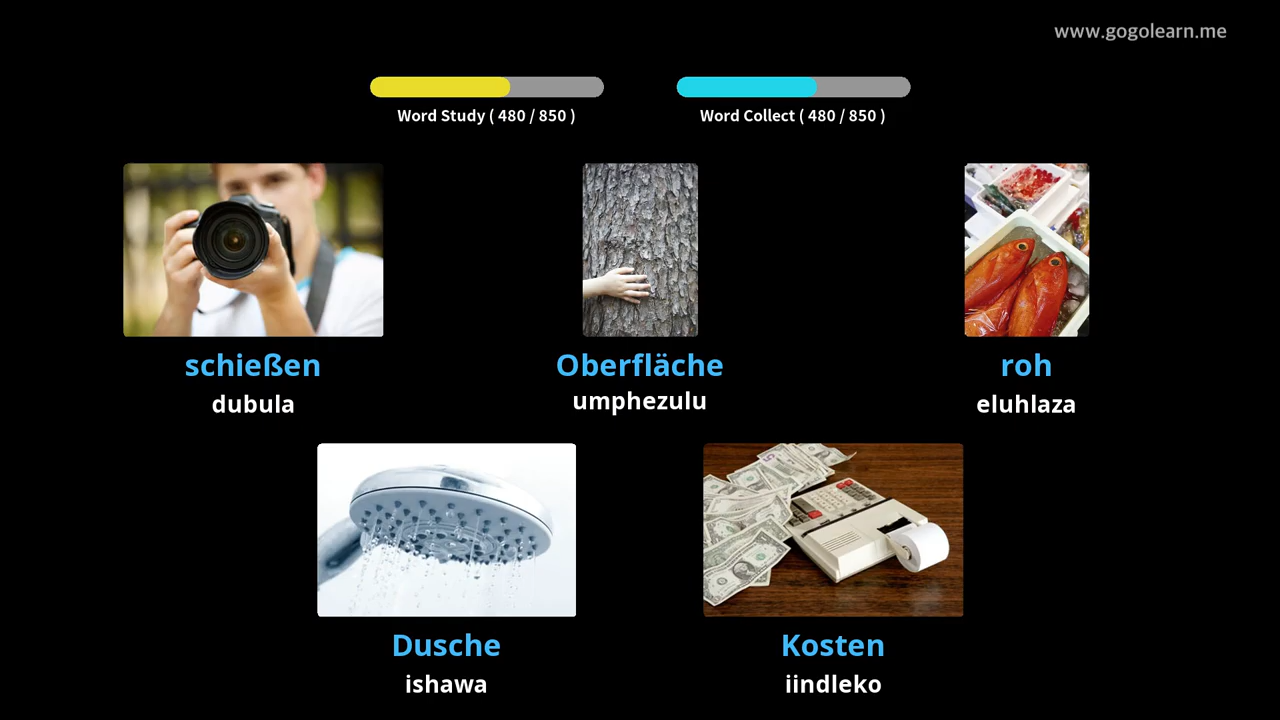 www.gogolearn.me
Word Study ( 480 / 850 )
Word Collect ( 480 / 850 )
schießen
dubula
Oberfläche
umphezulu
roh
eluhlaza
Dusche
ishawa
Kosten
iindleko